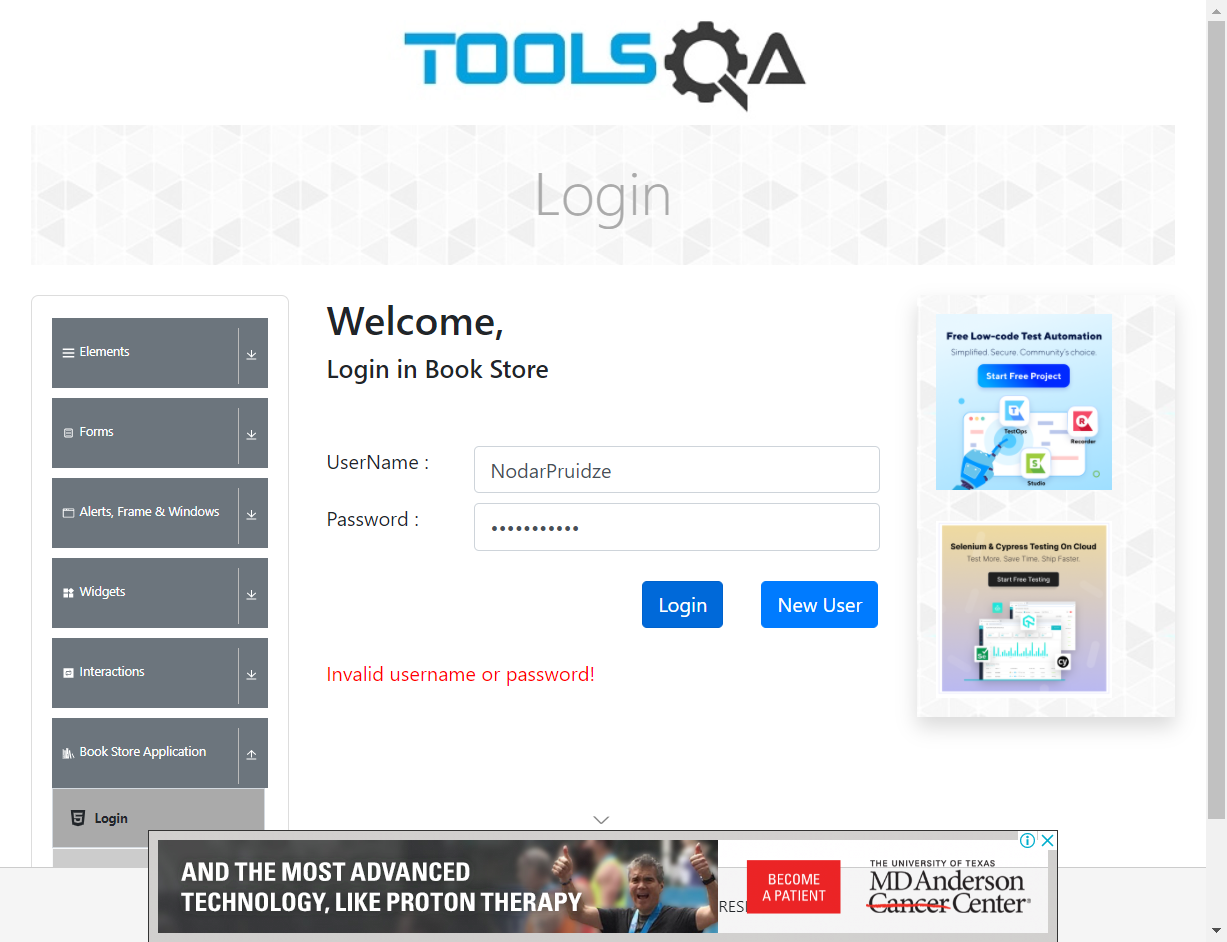 TOOLSQA
Login
Elements
Forms
Alerts, Frame & Windows
Widgets
Interactions
Book Store Application
Login
Welcome,
Login in Book Store
UserName :
NodarPruidze
Password :
•••••••••••
Login
New User
Invalid username or password!
Free Low-code Test Automation
Simplified. Secure. Community's choice.
Start Free Project
TestOps
Recorder
Studio
Selenium & Cypress Testing On Cloud
Test More. Save Time. Ship Faster.
Start Free Testing
AND THE MOST ADVANCED
TECHNOLOGY, LIKE PROTON THERAPY
BECOME
A PATIENT
THE UNIVERSITY OF TEXAS
MD Anderson
Cancer Center®